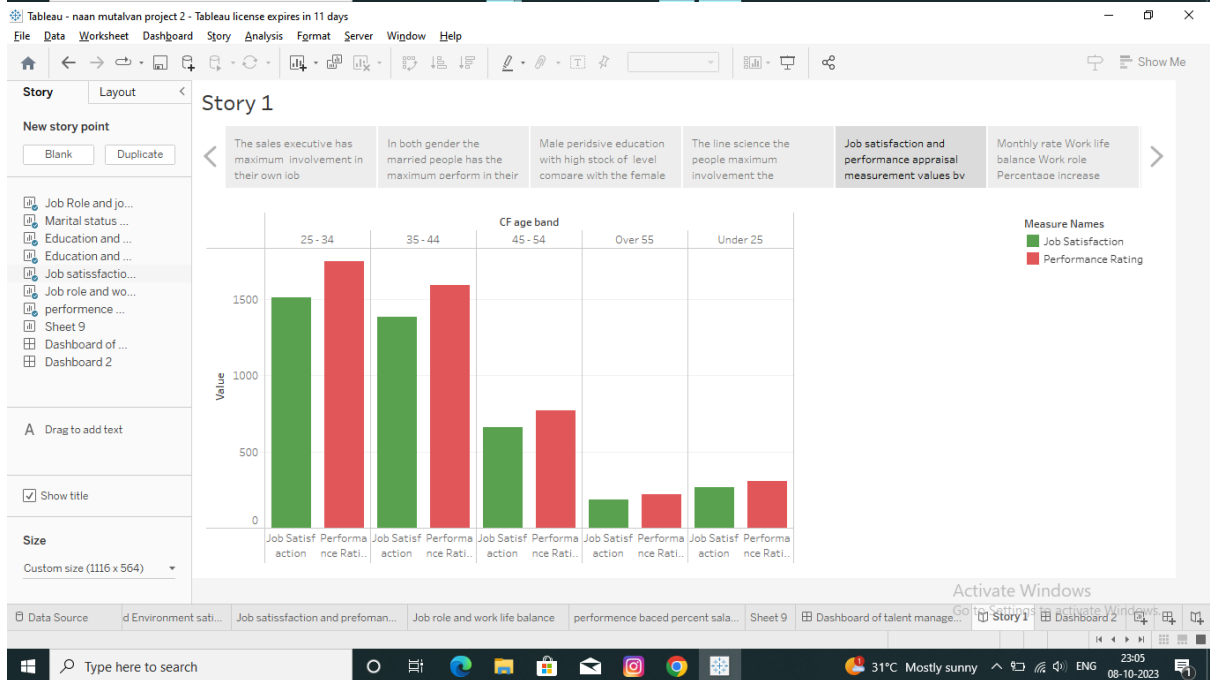 Tableau - naan mutalvan project 2 - Tableau license expires in 11 days
File Data Worksheet Dashboard Story Analysis Format Server Window Help
Show Me
Story Layout
New story point
Blank Duplicate
Job Role and jo...
Marital status ...
Education and ...
Education and ...
Job satissfactio...
Job role and wo...
performence ...
Sheet 9
Dashboard of ...
Dashboard 2
A Drag to add text
Show title
Size
Custom size (1116 x 564)
Story 1
The sales executive has
maximum involvement in
their own job
In both gender the
married people has the
maximum perform in their
Male peridsive education
with high stock of level
compare with the female
The line science the
people maximum
involvement the
Job satisfaction and
performance appraisal
measurement values by
Monthly rate Work life
balance Work role
Percentage increase
CF age band
25 - 34 35 - 44 45 - 54 Over 55 Under 25
1500
1000
500
0
Value
Job Satisf Performa Job Satisf Performa Job Satisf Performa Job Satisf Performa Job Satisf Performa
action nce Rati.. action nce Rati.. action nce Rati.. action nce Rati.. action nce Rati..
Measure Names
Job Satisfaction
Performance Rating
Activate Windows
Go to Settings to activate Windows.
Data Source d Environment sati... Job satissfaction and prefoman... Job role and work life balance performence baced percent sala... Sheet 9 Dashboard of talent manage... Story 1 Dashboard 2
Type here to search
1
31°C Mostly sunny ENG
23:05
08-10-2023
1